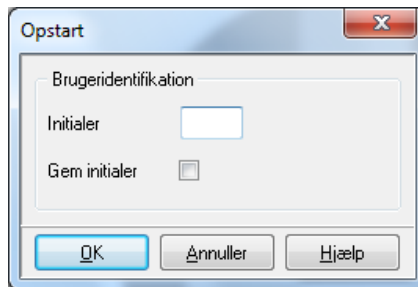 Opstart
Brugeridentifikation
Initialer
Gem initialer
OK Annuller Hjælp